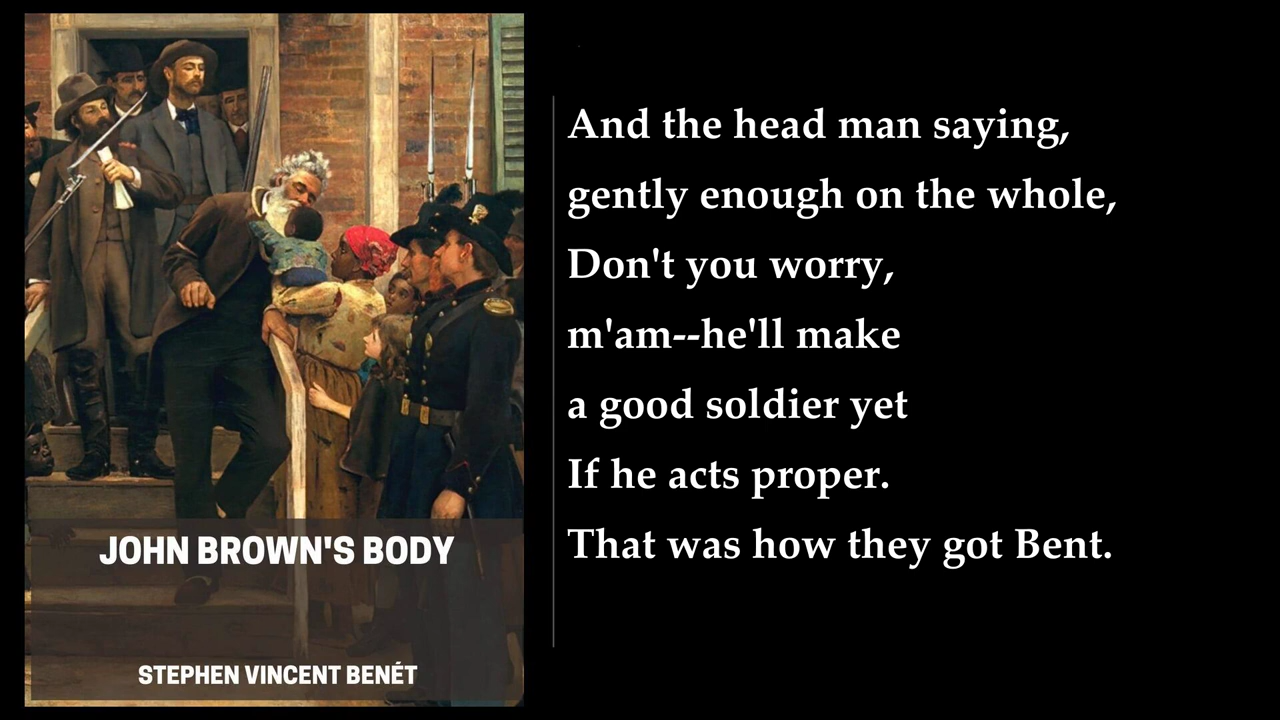 JOHN BROWN'S BODY
STEPHEN VINCENT BENÉT
And the head man saying,
gently enough on the whole,
Don't you worry,
m'am--he'll make
a good soldier yet
If he acts proper.
That was how they got Bent.